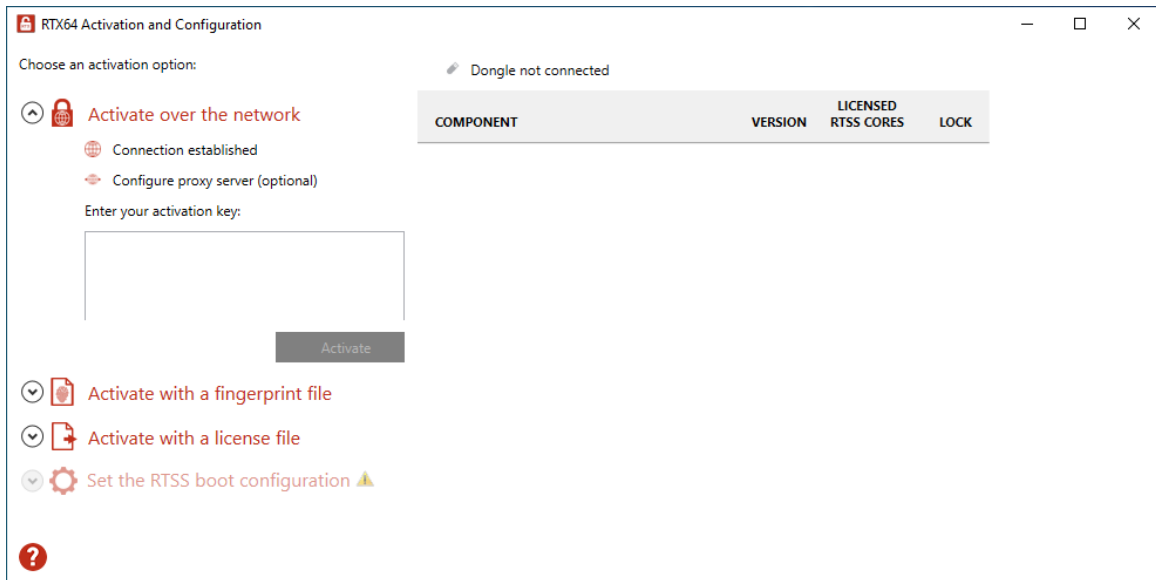 RTX64 Activation and Configuration
Choose an activation option:
Activate over the network
Connection established
Configure proxy server (optional)
Enter your activation key:
Activate
Activate with a fingerprint file
Activate with a license file
Set the RTSS boot configuration
Dongle not connected
COMPONENT VERSION LICENSED RTSS CORES LOCK
?